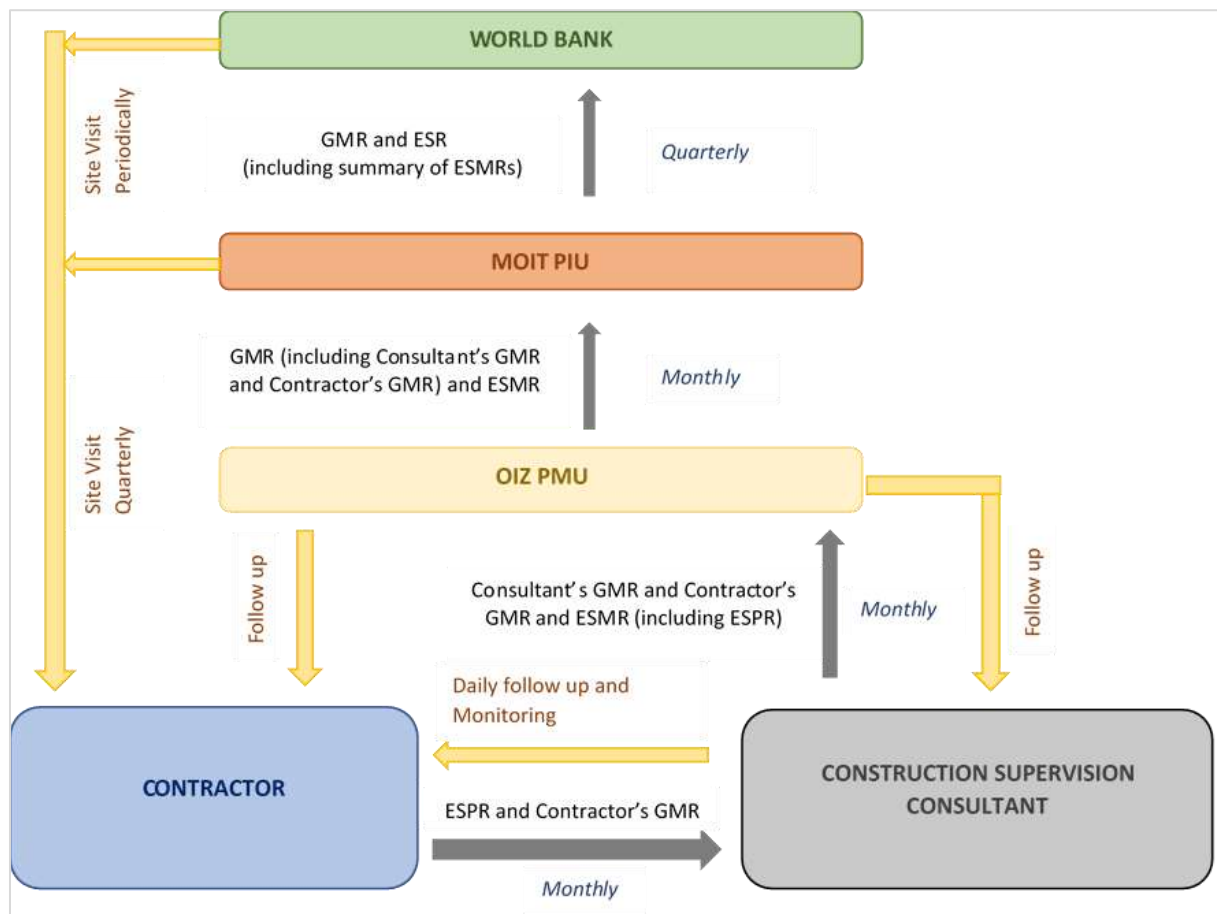 WORLD BANK
Site Visit
Periodically
GMR and ESR
(including summary of ESMRs)
Quarterly
MOIT PIU
GMR (including Consultant's GMR
and Contractor's GMR) and ESMR
Monthly
Site Visit
Quarterly
OIZ PMU
Follow up
Consultant's GMR and Contractor's
GMR and ESMR (including ESPR)
Monthly
Follow up
Daily follow up and
Monitoring
CONTRACTOR
CONSTRUCTION SUPERVISION
CONSULTANT
ESPR and Contractor's GMR
Monthly